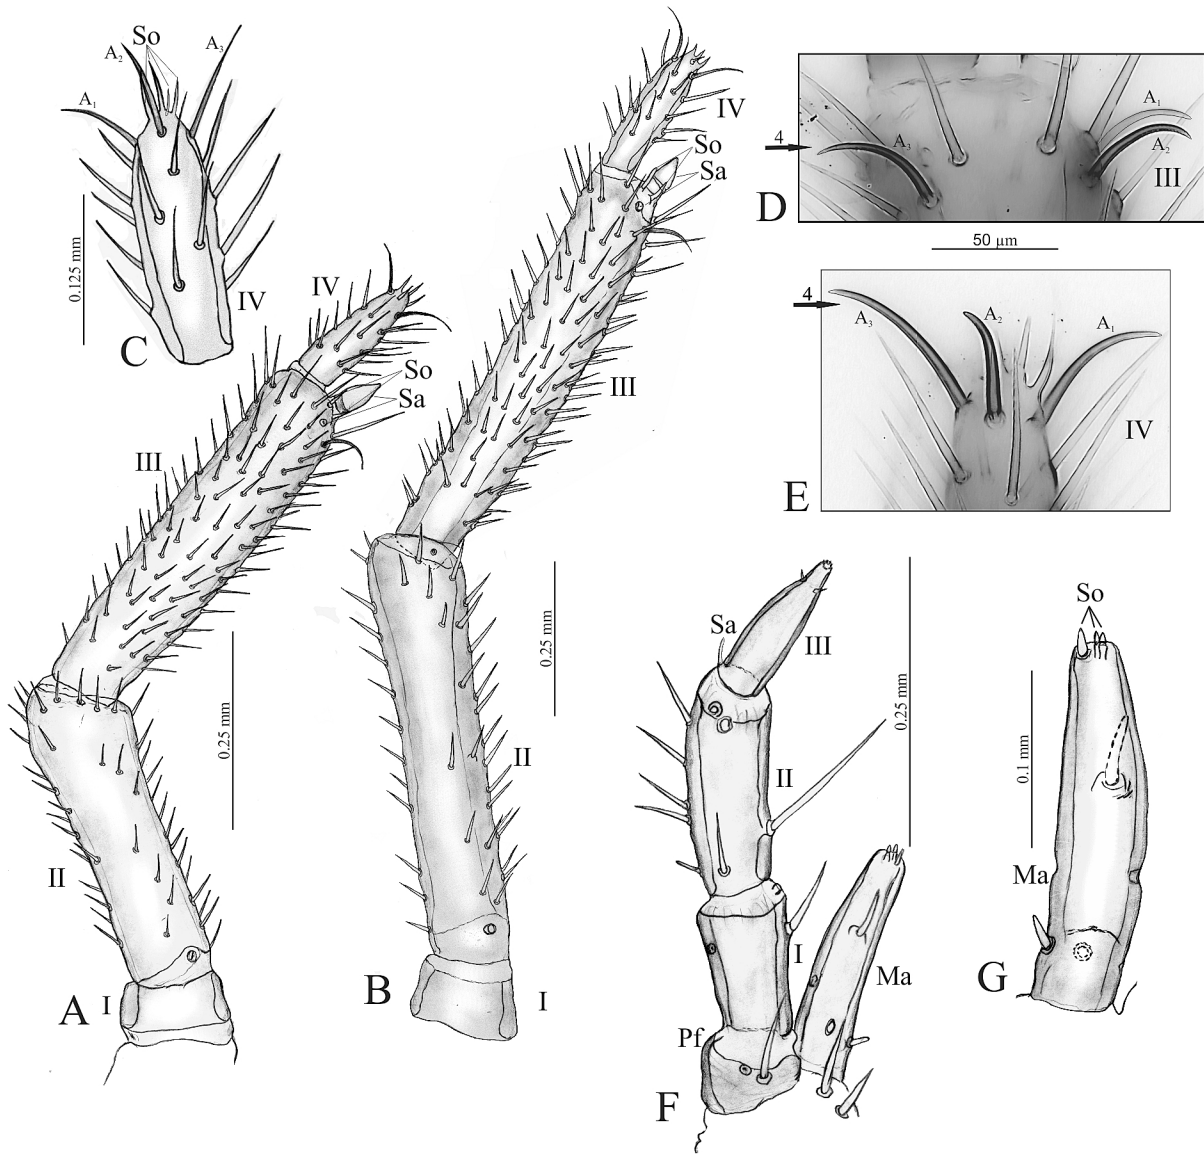 So
A₂
A₃
A₁
0.125 mm
IV
C
IV
So
Sa
III
0.25 mm
II
A
I
IV
So
Sa
III
0.25 mm
II
B
I
4
A₃
A₁
A₂
III
D
50 µm
4
A₃
A₂
A₁
IV
E
Sa
III
0.25 mm
II
I
Ma
Pf
F
So
0.1 mm
Ma
G